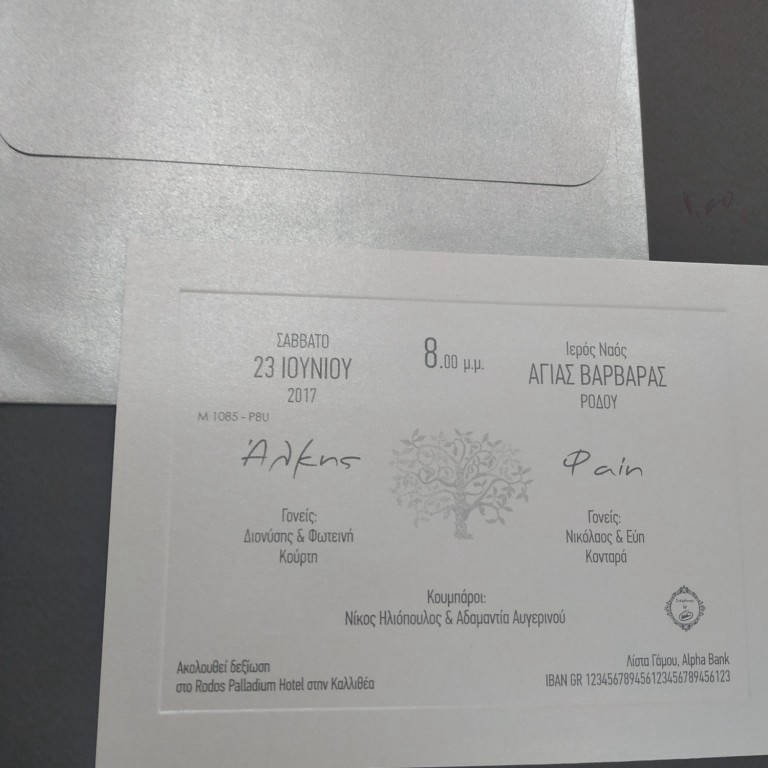 ΣΑΒΒΑΤΟ
23 ΙΟΥΝΙΟΥ
2017
8.00 μ.μ.
Ιερός Ναός
ΑΓΙΑΣ ΒΑΡΒΑΡΑΣ
ΡΟΔΟΥ
M 1085 - P8U
Άλκης
Φαίη
Γονείς:
Διονύσης & Φωτεινή
Κούρτη
Γονείς:
Νικόλαος & Εύη
Κονταρά
Κουμπάροι:
Νίκος Ηλιόπουλος & Αδαμαντία Αυγερινού
Ακολουθεί δεξίωση
στο Rodos Palladium Hotel στην Καλλιθέα
Λίστα Γάμου, Alpha Bank
IBAN GR 123456789456123456789456123